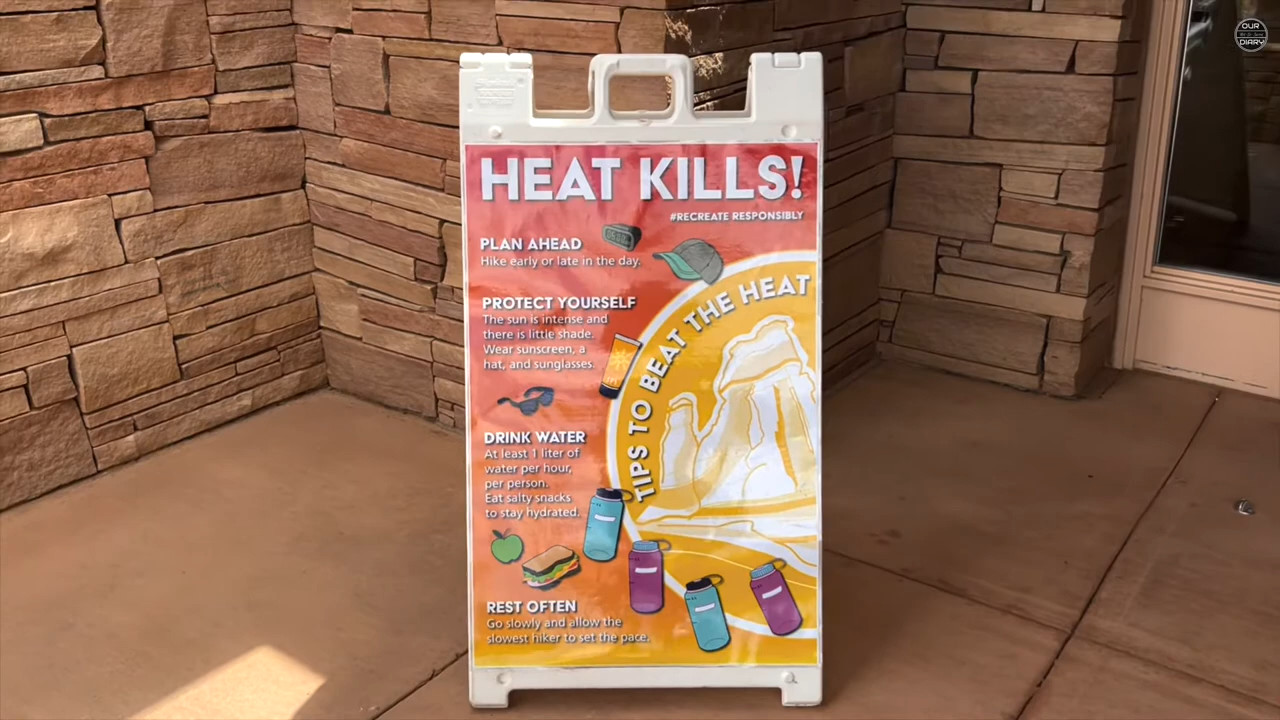 OUR
DIARY
HEAT KILLS!
#RECREATE RESPONSIBLY
PLAN AHEAD
Hike early or late in the day.
TIPS TO BEAT THE HEAT
PROTECT YOURSELF
The sun is intense and
there is little shade.
Wear sunscreen, a
hat, and sunglasses.
DRINK WATER
At least 1 liter of
water per hour,
per person.
Eat salty snacks
to stay hydrated.
REST OFTEN
Go slowly and allow the
slowest hiker to set the pace.